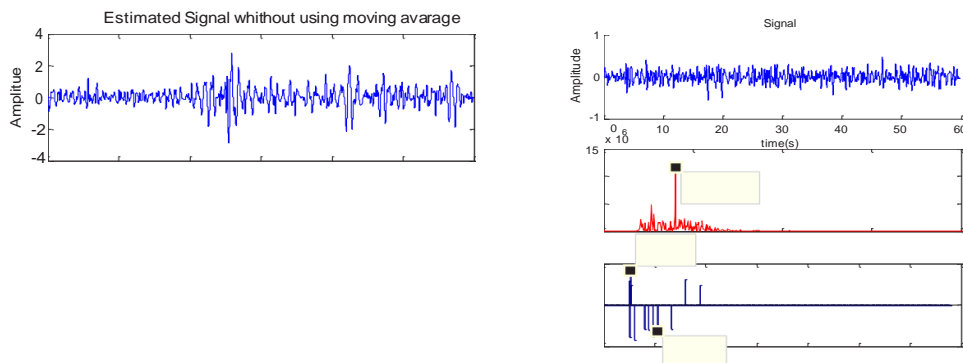 Estimated Signal whithout using moving avarage
4
2
0
-2
-4
Amplitue
Signal
1
0
-1
Amplitude
0 10 20 30 40 50 60
time(s)
x 10 6
15